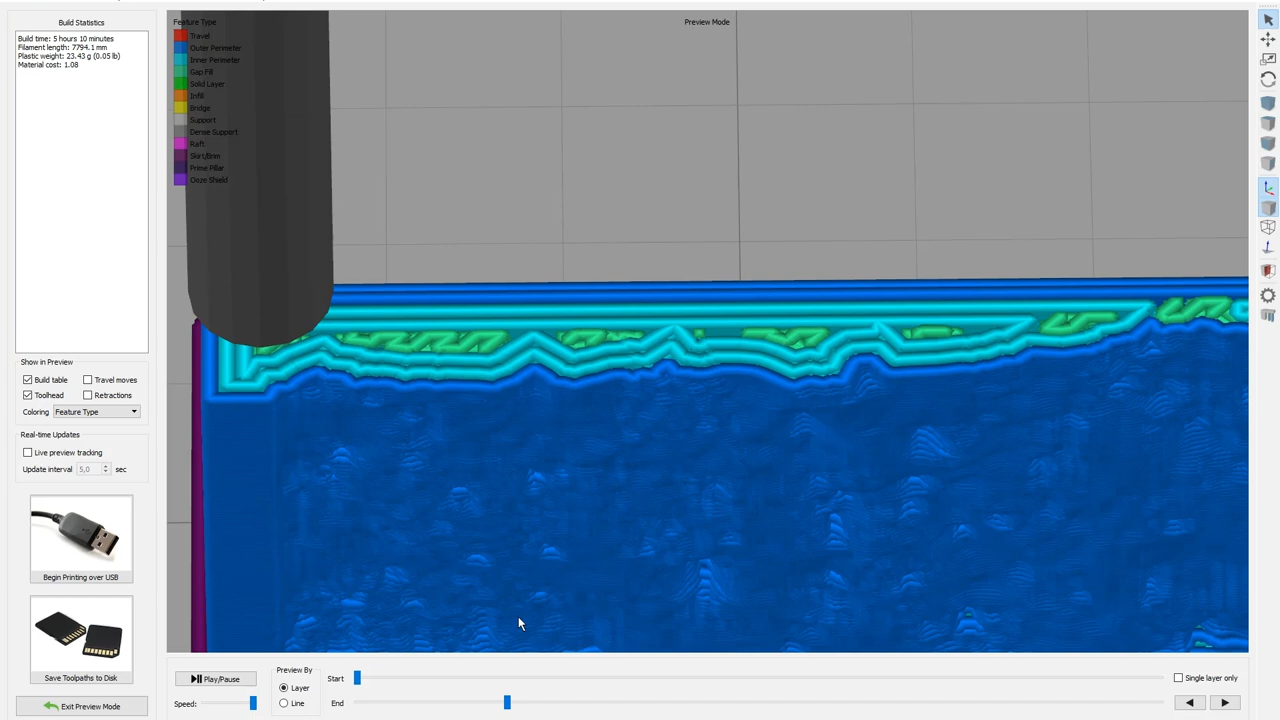 Build Statistics
Build time: 5 hours 10 minutes
Filament length: 7794.1 mm
Plastic weight: 23.43 g (0.05 lb)
Material cost: 1.08
Show in Preview
Build table
Travel moves
Toolhead
Retractions
Coloring
Feature Type
Real-time Updates
Live preview tracking
Update interval
5,0
sec
Begin Printing over USB
Save Toolpaths to Disk
Exit Preview Mode
Feature Type
Travel
Outer Perimeter
Inner Perimeter
Gap Fill
Solid Layer
Infill
Bridge
Support
Dense Support
Raft
Skirt/Brim
Prime Pillar
Ooze Shield
Preview Mode
Play/Pause
Speed:
Preview By
Layer
Line
Start
End
Single layer only